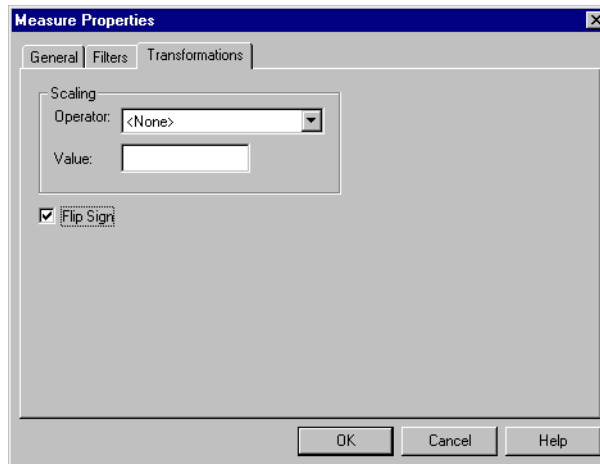 Measure Properties
General Filters Transformations
Scaling
Operator: <None>
Value:
Flip Sign
OK Cancel Help